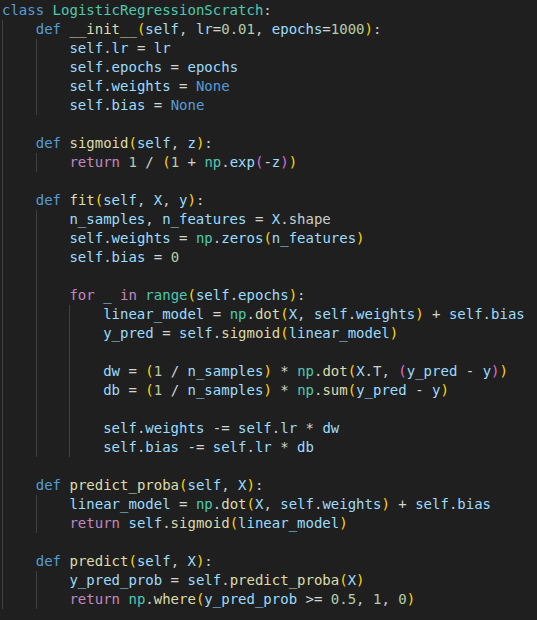 class LogisticRegressionScratch:
    def __init__(self, lr=0.01, epochs=1000):
        self.lr = lr
        self.epochs = epochs
        self.weights = None
        self.bias = None

    def sigmoid(self, z):
        return 1 / (1 + np.exp(-z))

    def fit(self, X, y):
        n_samples, n_features = X.shape
        self.weights = np.zeros(n_features)
        self.bias = 0

        for _ in range(self.epochs):
            linear_model = np.dot(X, self.weights) + self.bias
            y_pred = self.sigmoid(linear_model)

            dw = (1 / n_samples) * np.dot(X.T, (y_pred - y))
            db = (1 / n_samples) * np.sum(y_pred - y)

            self.weights -= self.lr * dw
            self.bias -= self.lr * db

    def predict_proba(self, X):
        linear_model = np.dot(X, self.weights) + self.bias
        return self.sigmoid(linear_model)

    def predict(self, X):
        y_pred_prob = self.predict_proba(X)
        return np.where(y_pred_prob >= 0.5, 1, 0)